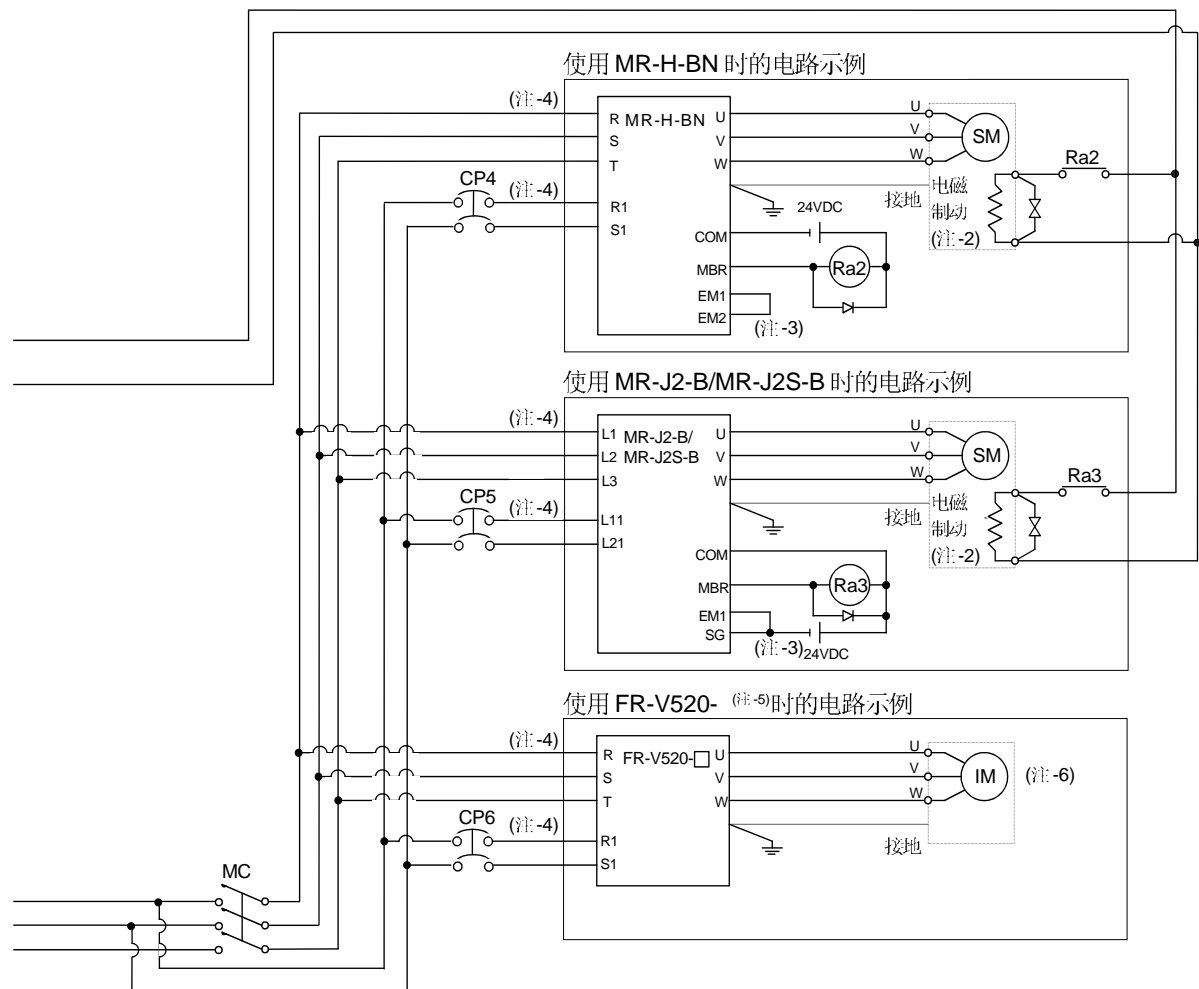 使用 MR-H-BN 时的电路示例
(注-4)
R MR-H-BN U
S V
T W
U
V
W
SM
Ra2
CP4
(注-4)
R1
S1
接地
电磁
制动
(注-2)
24VDC
COM
MBR
Ra2
EM1
EM2
(注-3)
使用 MR-J2-B/MR-J2S-B 时的电路示例
(注-4)
L1 MR-J2-B/ U
L2 MR-J2S-B V
L3 W
U
V
W
SM
Ra3
CP5
(注-4)
L11
L21
接地
电磁
制动
(注-2)
COM
MBR
Ra3
EM1
SG
(注-3)
24VDC
使用 FR-V520- (注-5)时的电路示例
(注-4)
R FR-V520-□ U
S V
T W
U
V
W
IM
(注-6)
CP6
(注-4)
R1
S1
接地
MC